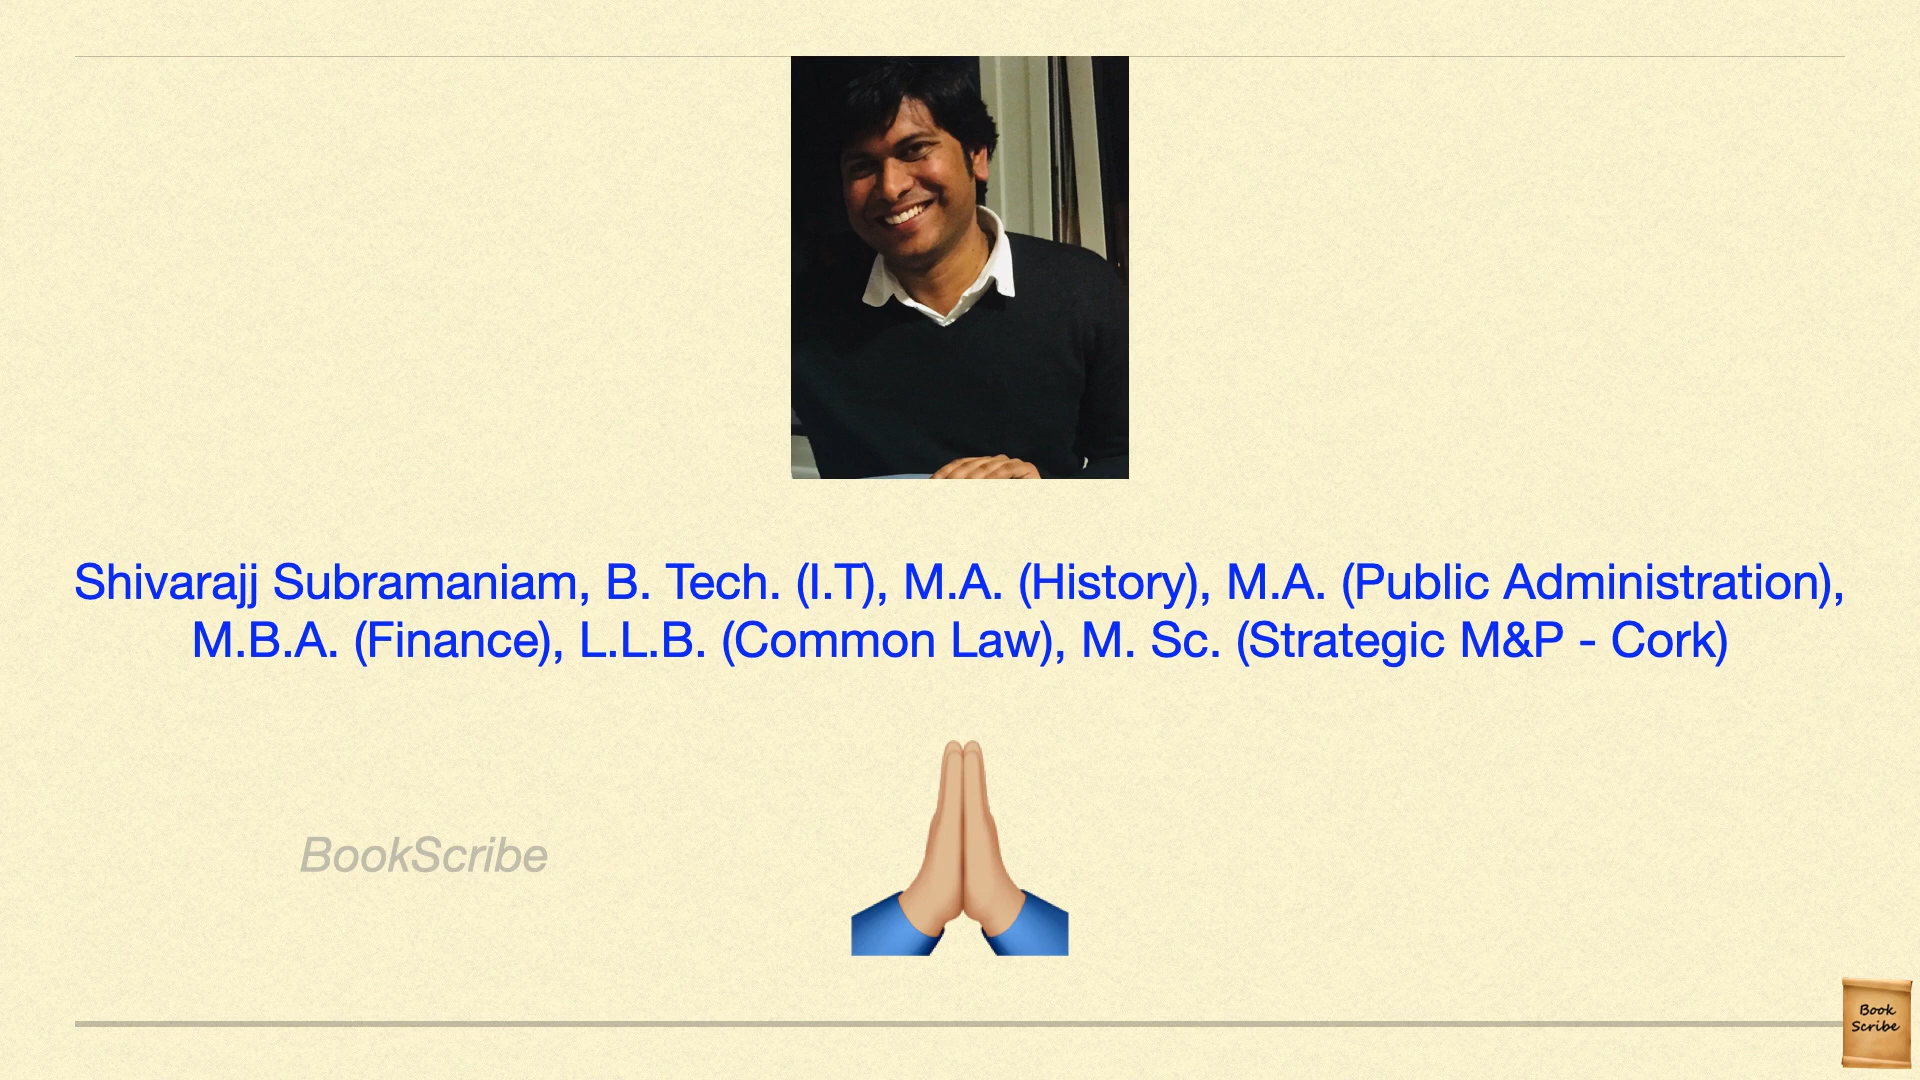 Shivarajj Subramaniam, B. Tech. (I.T), M.A. (History), M.A. (Public Administration),
M.B.A. (Finance), L.L.B. (Common Law), M. Sc. (Strategic M&P - Cork)
BookScribe
Book
Scribe